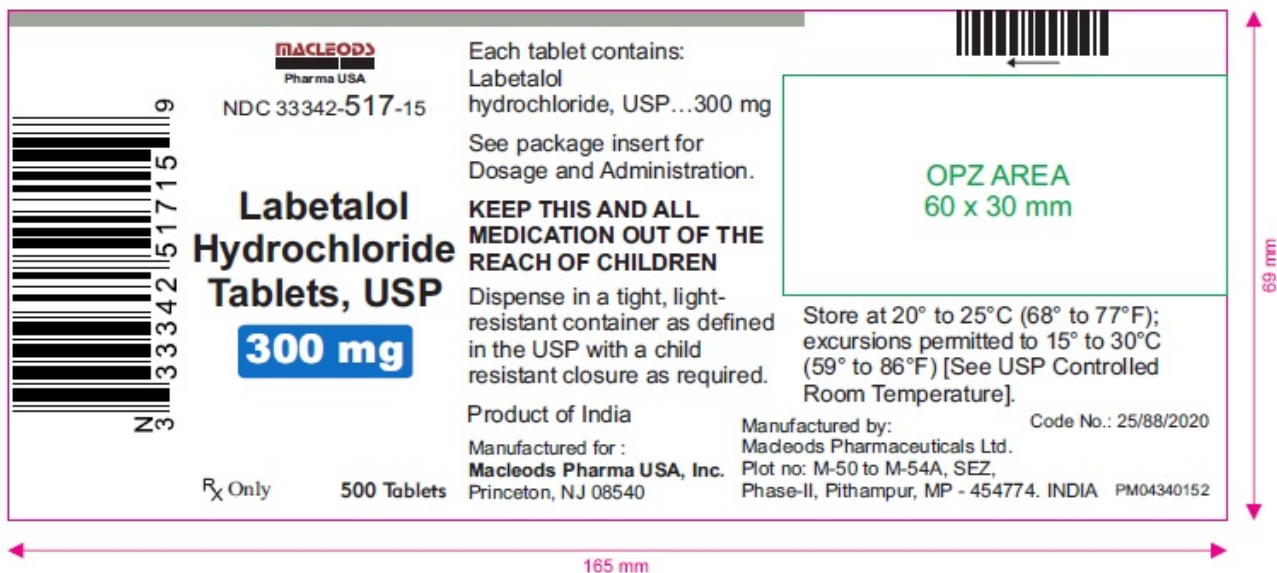 MACLEODS
Pharma USA
NDC 33342-517-15
N
3 33342 51715 9
Labetalol
Hydrochloride
Tablets, USP
300 mg
Rx Only
500 Tablets
Each tablet contains:
Labetalol
hydrochloride, USP...300 mg
See package insert for
Dosage and Administration.
KEEP THIS AND ALL
MEDICATION OUT OF THE
REACH OF CHILDREN
Dispense in a tight, light-
resistant container as defined
in the USP with a child
resistant closure as required.
Product of India
Manufactured for :
Macleods Pharma USA, Inc.
Princeton, NJ 08540
OPZ AREA
60 x 30 mm
Store at 20° to 25°C (68° to 77°F);
excursions permitted to 15° to 30°C
(59° to 86°F) [See USP Controlled
Room Temperature].
Code No.: 25/88/2020
Manufactured by:
Macleods Pharmaceuticals Ltd.
Plot no: M-50 to M-54A, SEZ,
Phase-II, Pithampur, MP - 454774. INDIA
PM04340152
69 mm
165 mm